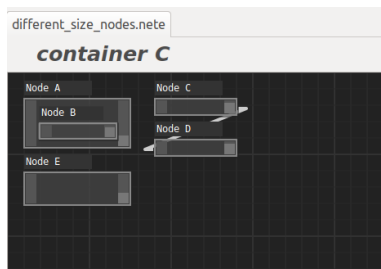 different_size_nodes.nete
container C
Node A
Node C
Node B
Node D
Node E